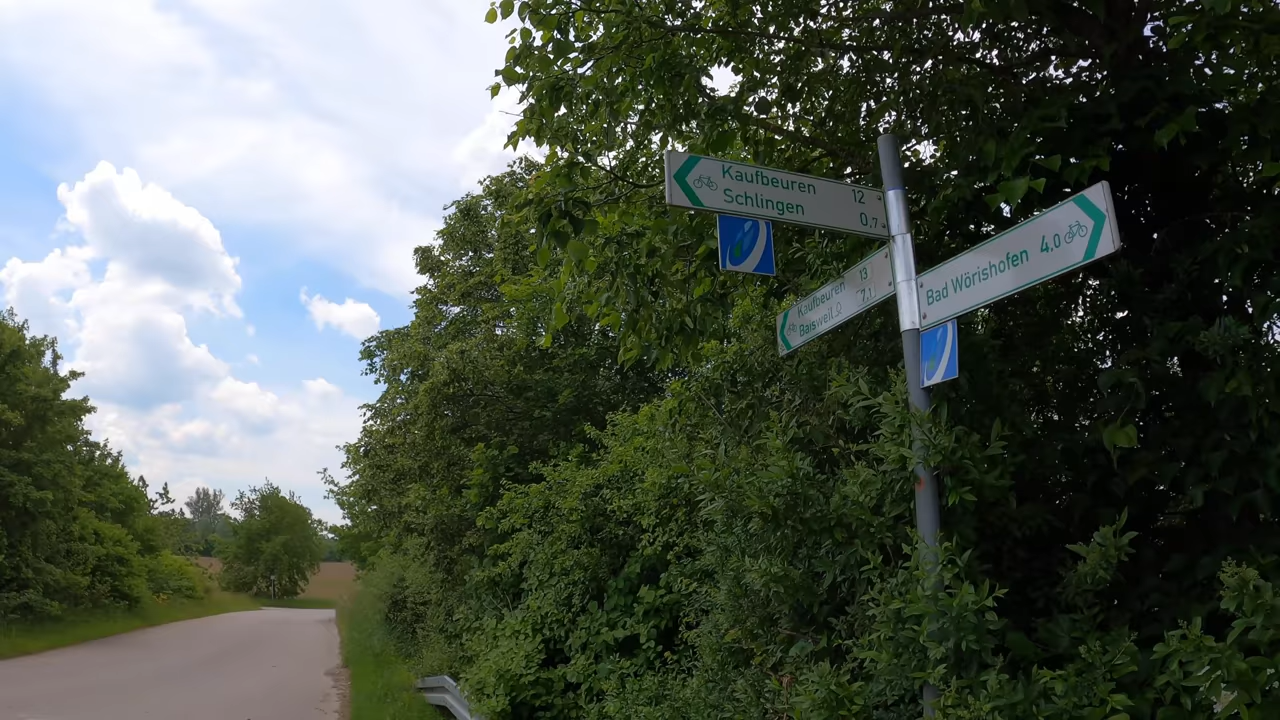 Kaufbeuren 12
Schlingen 0,7
Kaufbeuren 13
Baisweil 7,1
Bad Wörishofen 4,0